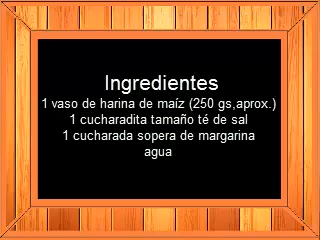 Ingredientes
1 vaso de harina de maíz (250 gs,aprox.)
1 cucharadita tamaño té de sal
1 cucharada sopera de margarina
agua